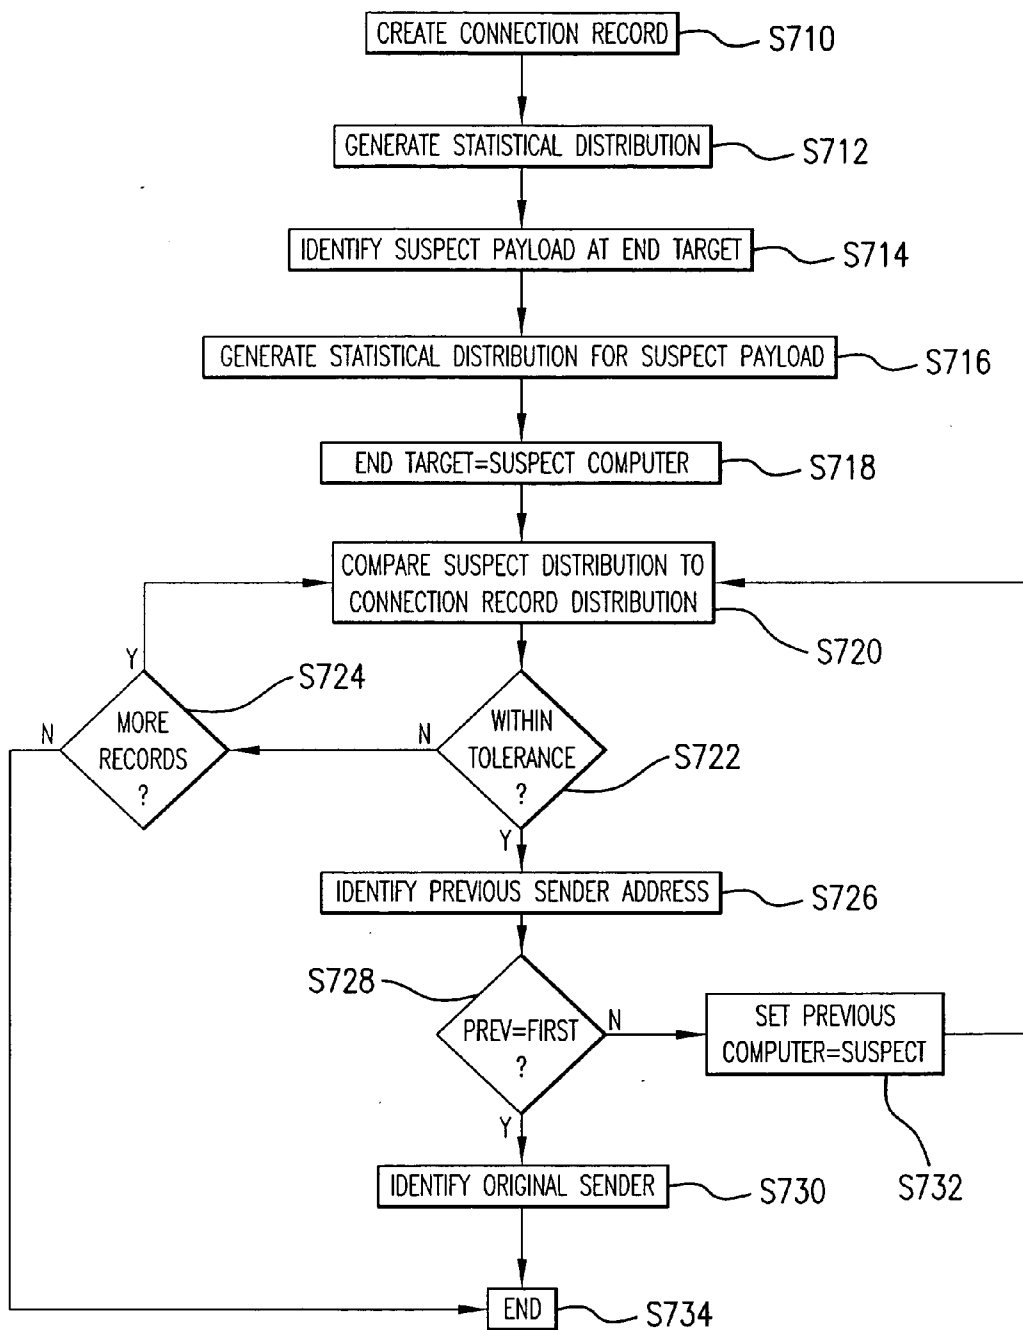 CREATE CONNECTION RECORD
S710
GENERATE STATISTICAL DISTRIBUTION
S712
IDENTIFY SUSPECT PAYLOAD AT END TARGET
S714
GENERATE STATISTICAL DISTRIBUTION FOR SUSPECT PAYLOAD
S716
END TARGET=SUSPECT COMPUTER
S718
COMPARE SUSPECT DISTRIBUTION TO
CONNECTION RECORD DISTRIBUTION
S720
Y
S724
N
MORE
RECORDS
?
N
WITHIN
TOLERANCE
?
S722
Y
IDENTIFY PREVIOUS SENDER ADDRESS
S726
S728
PREV=FIRST
?
N
SET PREVIOUS
COMPUTER=SUSPECT
S732
Y
IDENTIFY ORIGINAL SENDER
S730
END
S734